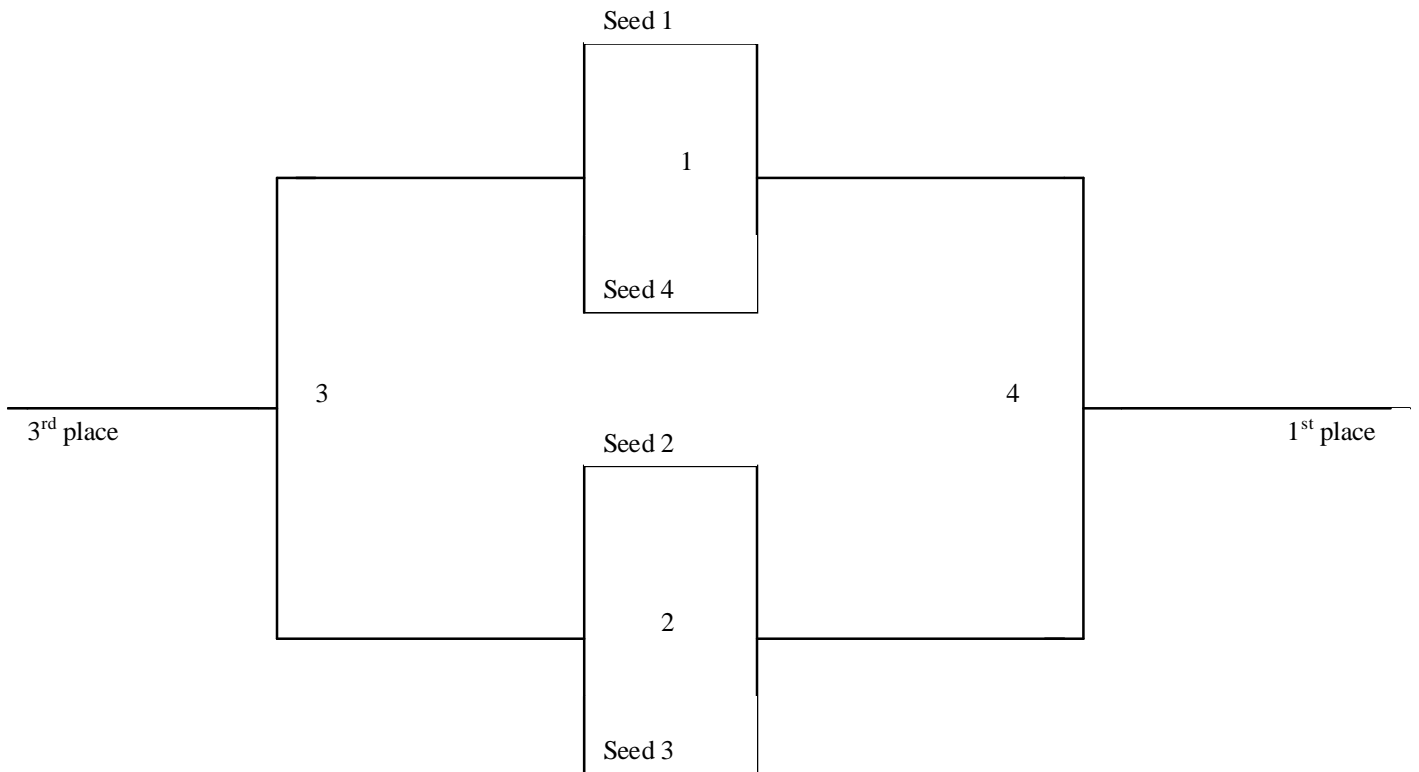 Seed 1
1
Seed 4
3
4
3rd place
1st place
Seed 2
2
Seed 3